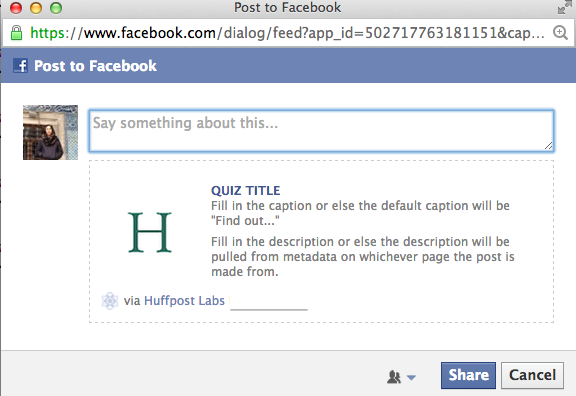 Post to Facebook
https://www.facebook.com/dialog/feed?app_id=502717763181151&cap...
f Post to Facebook
Say something about this...
QUIZ TITLE
Fill in the caption or else the default caption will be
"Find out..."
H
Fill in the description or else the description will be
pulled from metadata on whichever page the post is
made from.
via Huffpost Labs
Share Cancel